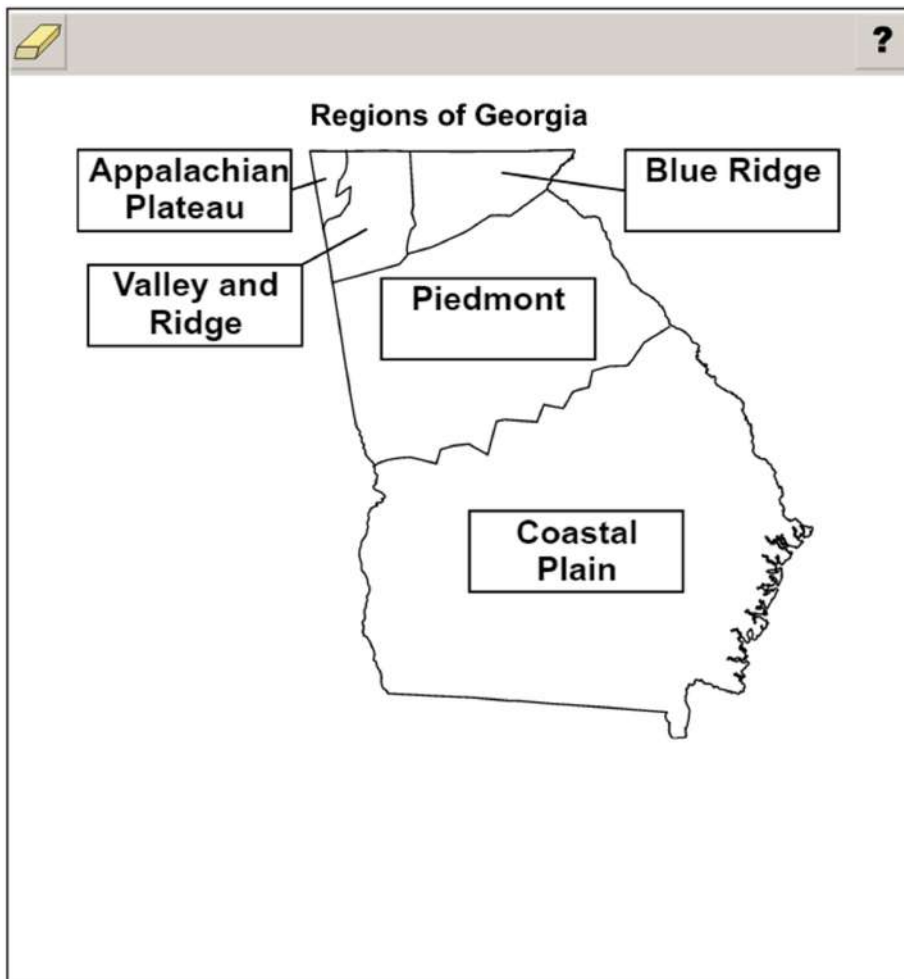 ?
Regions of Georgia
Appalachian
Plateau
Blue Ridge
Valley and
Ridge
Piedmont
Coastal
Plain